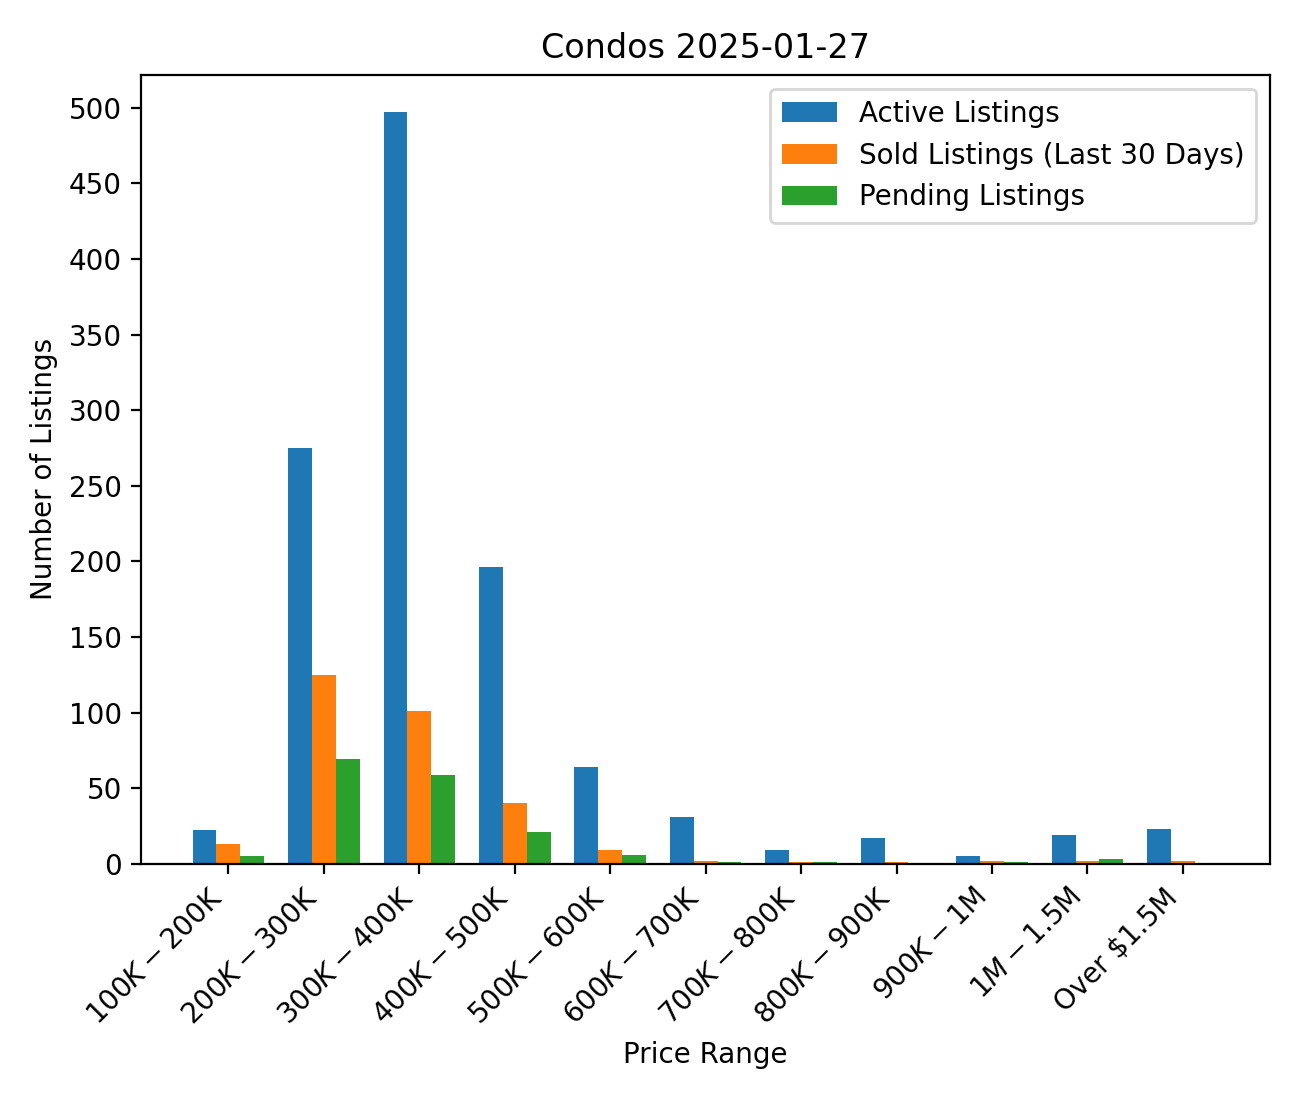 Condos 2025-01-27
500
450
400
350
300
250
200
150
100
50
0
Number of Listings
Active Listings
Sold Listings (Last 30 Days)
Pending Listings
100K − 200K
200K − 300K
300K − 400K
400K − 500K
500K − 600K
600K − 700K
700K − 800K
800K − 900K
900K − 1M
1M − 1.5M
Over $1.5M
Price Range